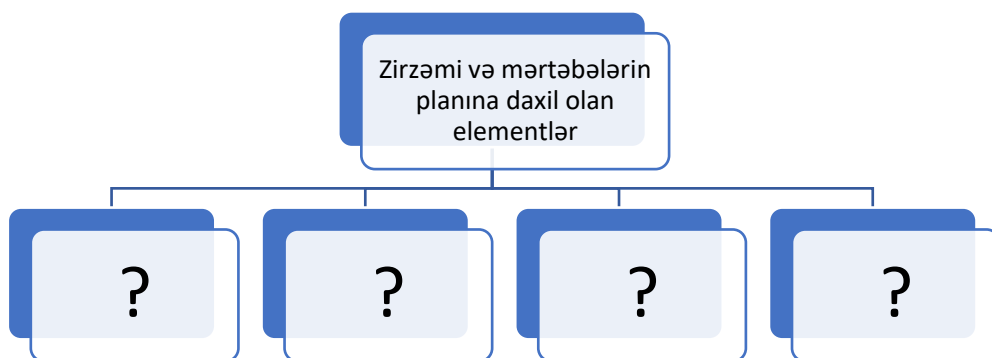 Zirzəmi və mərtəbələrin
planına daxil olan
elementlər
? ? ? ?